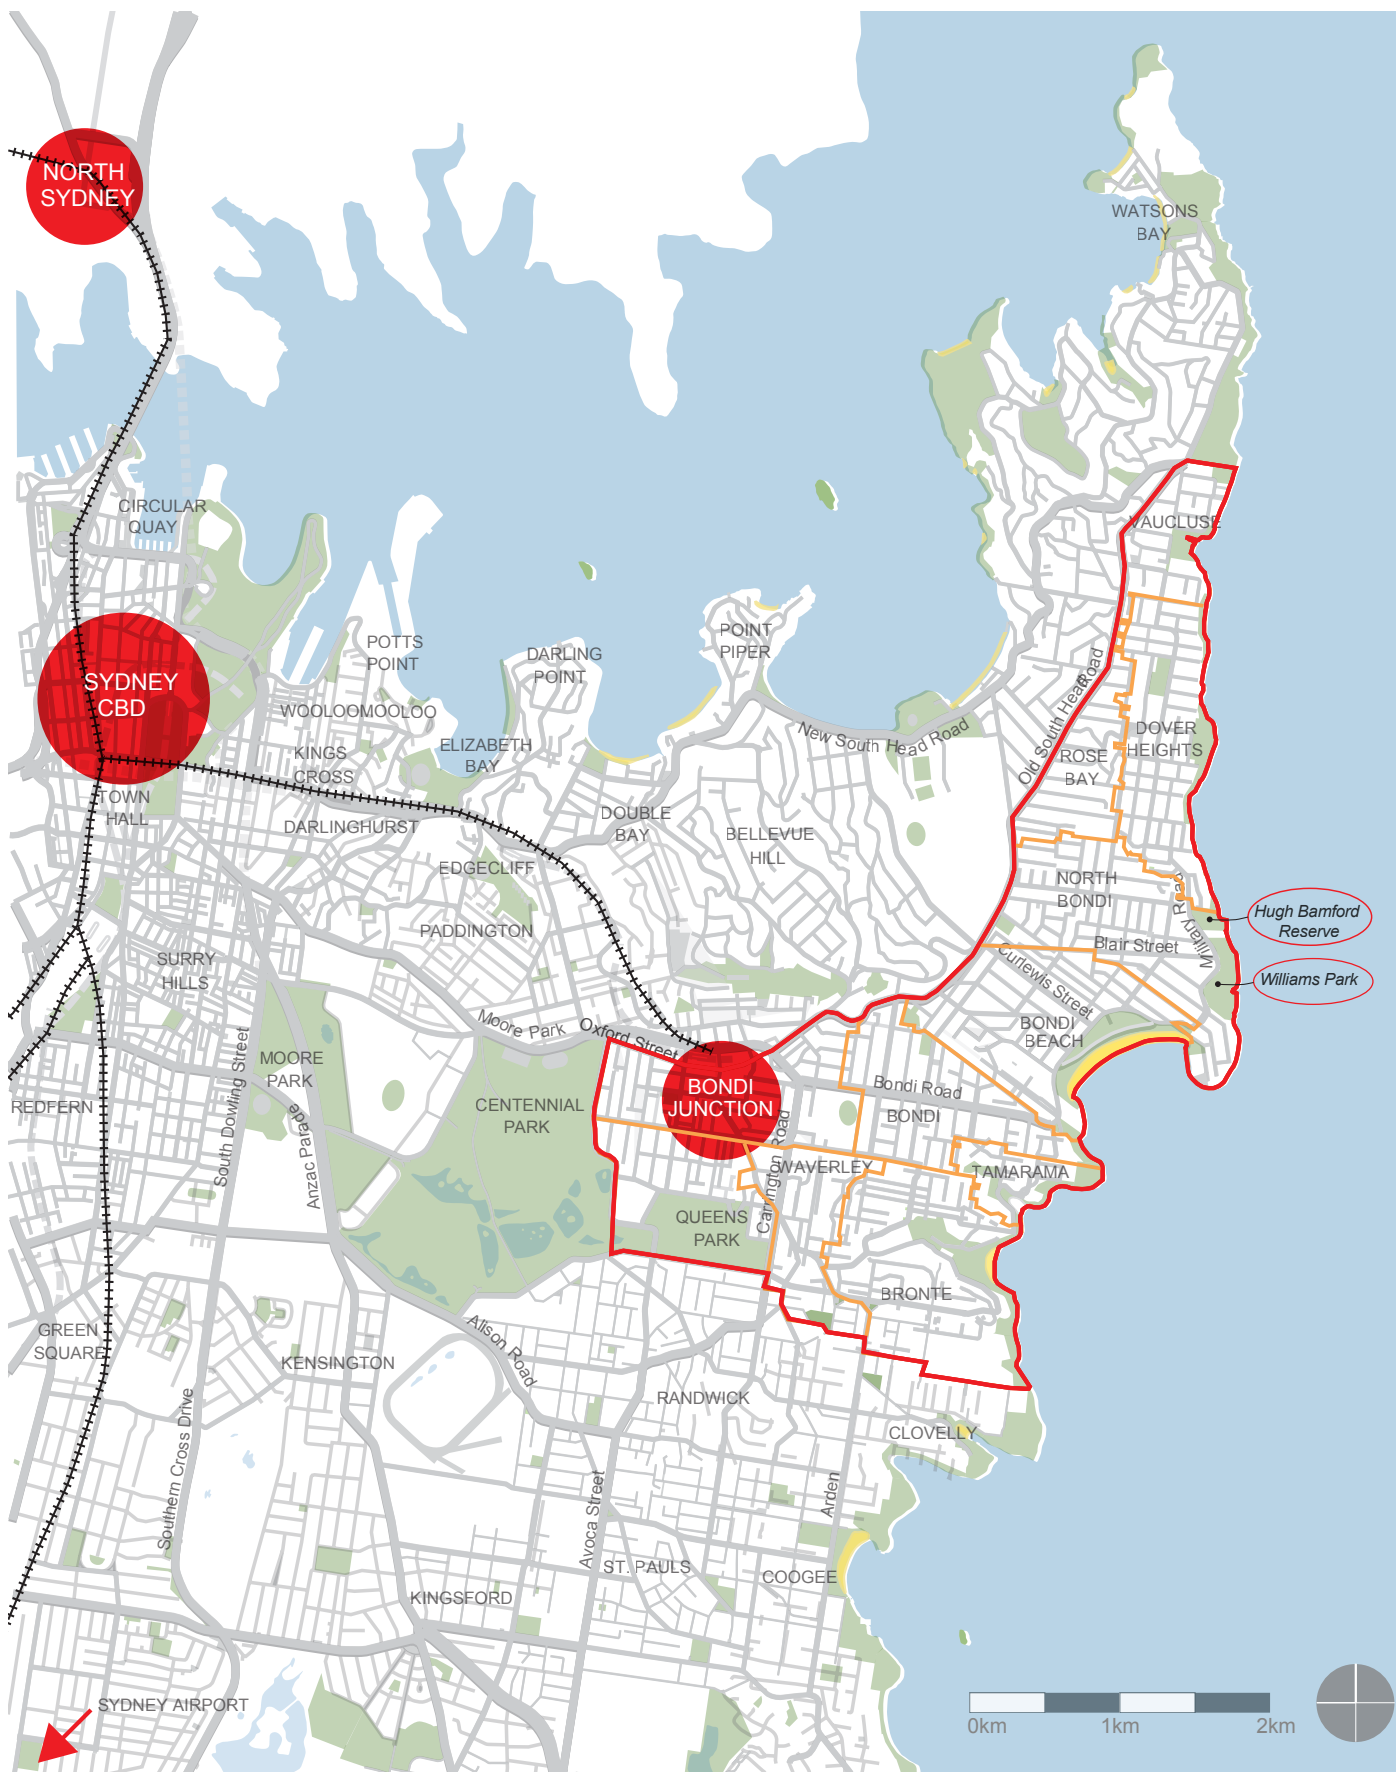 NORTH
SYDNEY
WATSONS
BAY
CIRCULAR
QUAY
VAUCLUSE
POTTS
POINT
DARLING
POINT
POINT
PIPER
SYDNEY
CBD
WOOLOOMOOLOO
KINGS
CROSS
ELIZABETH
BAY
New South Head Road
Old South Head Road
Road
DOVER
HEIGHTS
ROSE
BAY
TOWN
HALL
DARLINGHURST
DOUBLE
BAY
BELLEVUE
HILL
EDGECLIFF
NORTH
BONDI
Military Road
Hugh Bamford
Reserve
PADDINGTON
Blair Street
SURRY
HILLS
Curlewis Street
Williams Park
Moore Park
Oxford Street
BONDI
BEACH
MOORE
PARK
South Dowling Street
Anzac Parade
REDFERN
CENTENNIAL
PARK
BONDI
JUNCTION
Bondi Road
BONDI
Carrington Road
WAVERLEY
TAMARAMA
QUEENS
PARK
BRONTE
GREEN
SQUARE
KENSINGTON
Alison Road
RANDWICK
CLOVELLY
Southern Cross Drive
Avoca Street
Arden
ST. PAULS
COOGEE
KINGSFORD
SYDNEY AIRPORT
0km
1km
2km